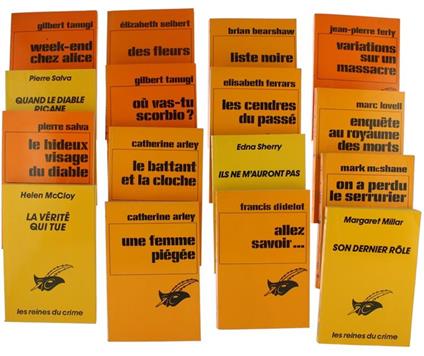 gilbert tanugi
week-end
chez alice
Pierre Salva
QUAND LE DIABLE
RICANE
pierre salva
le hideux
visage
du diable
Helen McCloy
LA VÉRITÉ
QUI TUE
les reines du crime
élizabeth seibert
des fleurs
gilbert tanugi
où vas-tu
scorbio ?
catherine arley
le battant
et la cloche
catherine arley
une femme
piégée
brian bearshaw
liste noire
elisabeth ferrars
les cendres
du passé
Edna Sherry
ILS NE M'AURONT PAS
francis didelot
allez
savoir...
jean-pierre ferly
variations
sur un
massacre
marc lovell
enquête
au royaume
des morts
mark mcshane
on a perdu
le serrurier
Margaret Millar
SON DERNIER RÔLE
les reines du crime